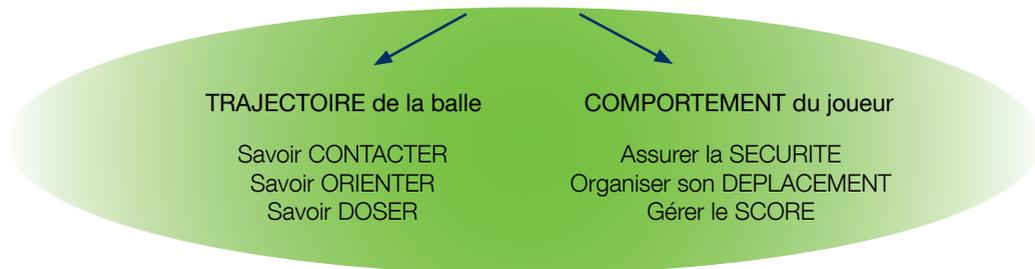 TRAJECTOIRE de la balle
Savoir CONTACTER
Savoir ORIENTER
Savoir DOSER
COMPORTEMENT du joueur
Assurer la SECURITE
Organiser son DEPLACEMENT
Gérer le SCORE